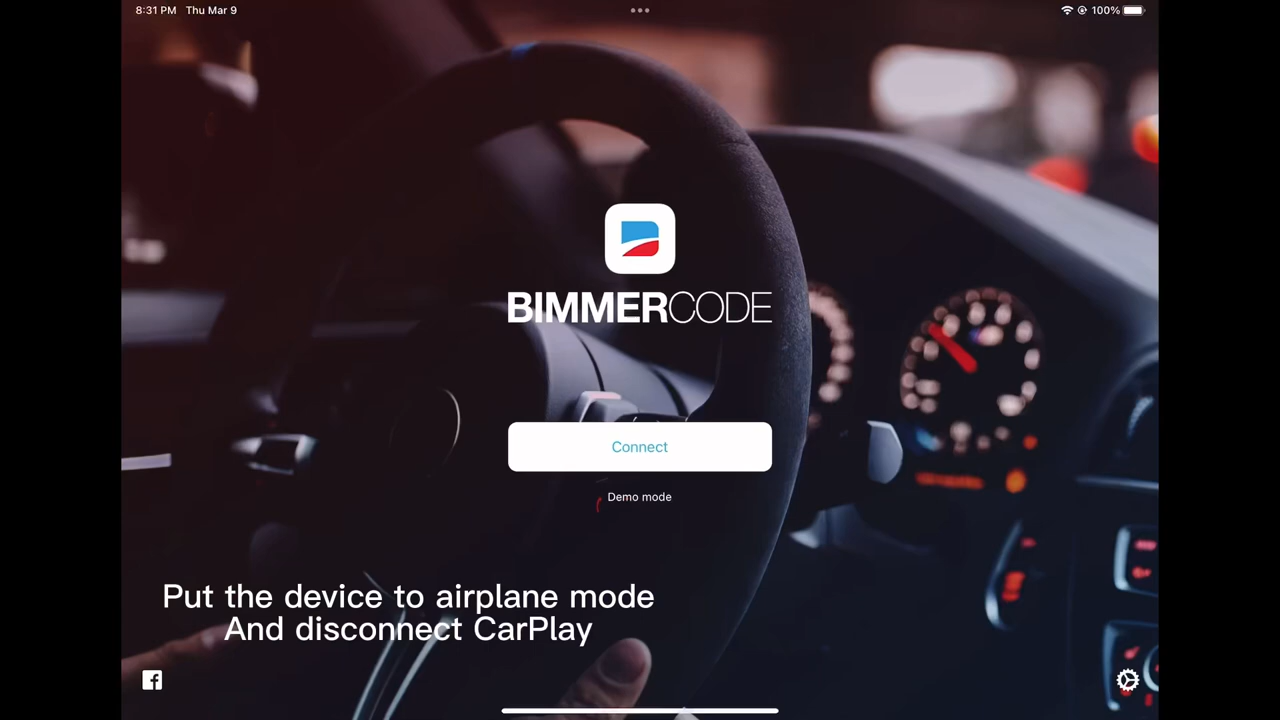 8:31 PM Thu Mar 9
100%
BIMMERCODE
Connect
Demo mode
Put the device to airplane mode
And disconnect CarPlay